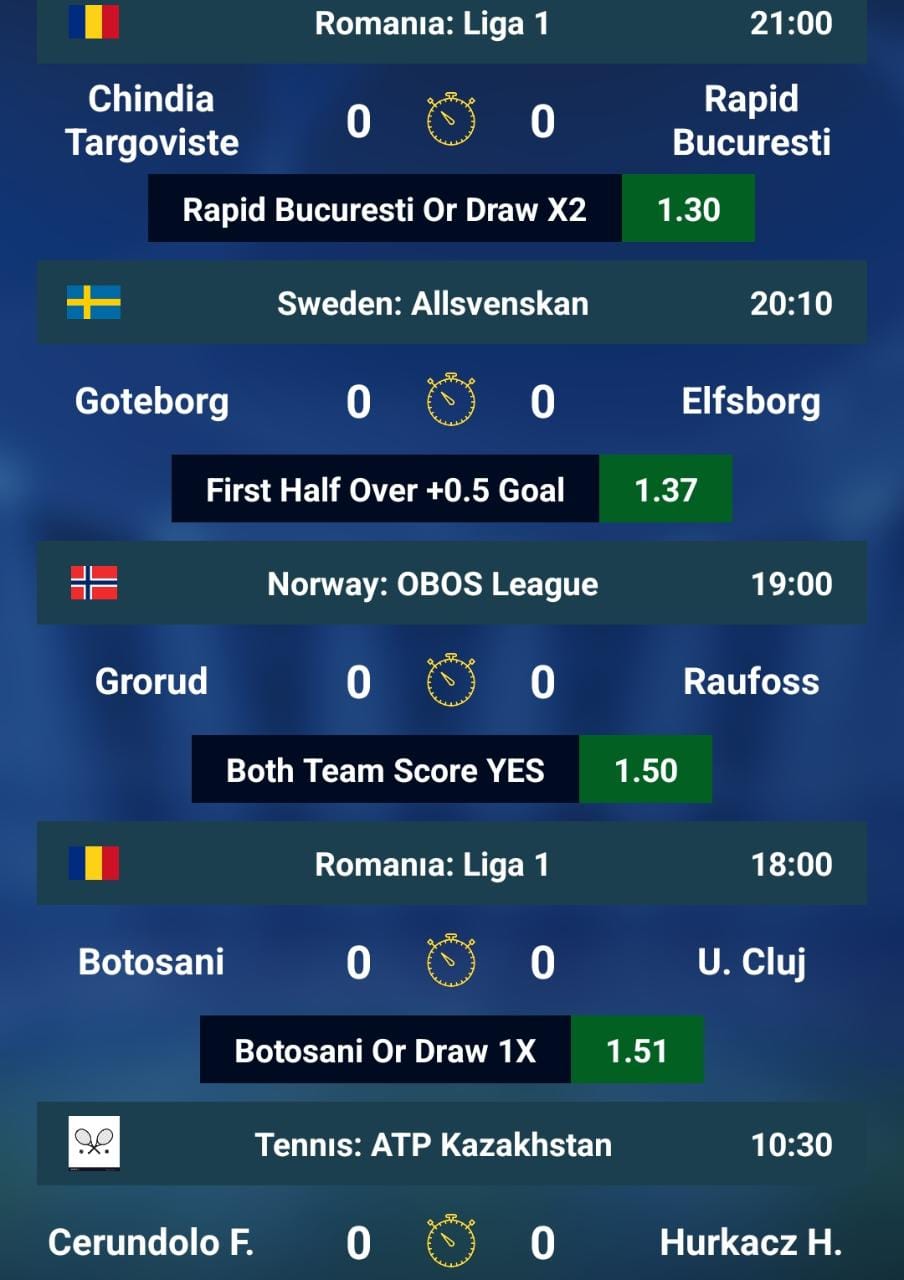 Romanıa: Liga 1 21:00
Chindia Targoviste 0 0 Rapid Bucuresti
Rapid Bucuresti Or Draw X2 1.30
Sweden: Allsvenskan 20:10
Goteborg 0 0 Elfsborg
First Half Over +0.5 Goal 1.37
Norway: OBOS League 19:00
Grorud 0 0 Raufoss
Both Team Score YES 1.50
Romanıa: Liga 1 18:00
Botosani 0 0 U. Cluj
Botosani Or Draw 1X 1.51
Tennıs: ATP Kazakhstan 10:30
Cerundolo F. 0 0 Hurkacz H.